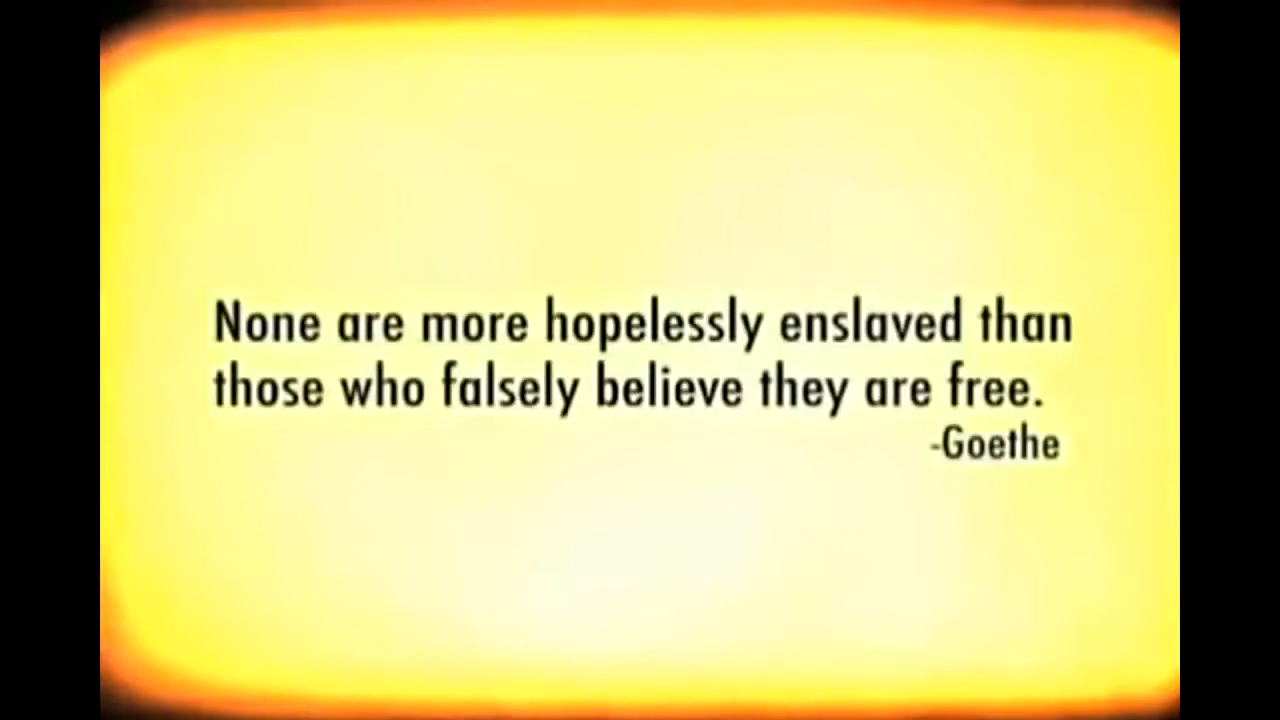 None are more hopelessly enslaved than
those who falsely believe they are free.
-Goethe